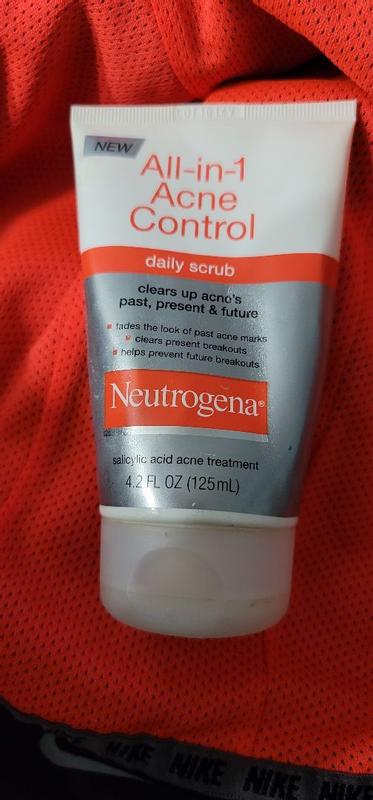 NEW
All-in-1
Acne
Control
daily scrub
clears up acne's
past, present & future
fades the look of past acne marks
clears present breakouts
helps prevent future breakouts
Neutrogena®
salicylic acid acne treatment
4.2 FL OZ (125mL)
NIKE NIKE NIKE NIKE